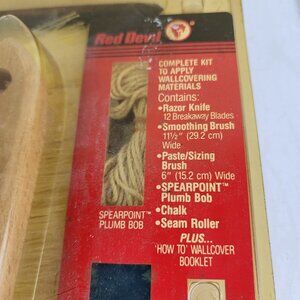 Red Devil
COMPLETE KIT
TO APPLY
WALLCOVERING
MATERIALS
Contains:
•Razor Knife
12 Breakaway Blades
•Smoothing Brush
11½" (29.2 cm)
Wide
•Paste/Sizing
Brush
6" (15.2 cm) Wide
•SPEARPOINT™
Plumb Bob
•Chalk
•Seam Roller
PLUS...
'HOW TO' WALLCOVER
BOOKLET
SPEARPOINT™
PLUMB BOB